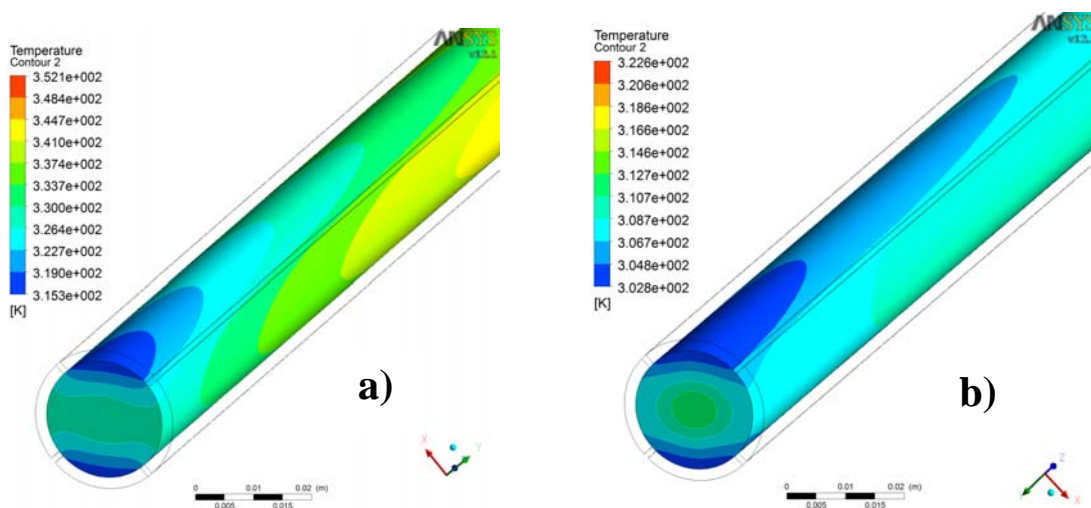 ANSYS
v12.1
Temperature
Contour 2
3.521e+002
3.484e+002
3.447e+002
3.410e+002
3.374e+002
3.337e+002
3.300e+002
3.264e+002
3.227e+002
3.190e+002
3.153e+002
[K]
a)
X
Y
0
0.01
0.02 (m)
0.005
0.015
ANSYS
Temperature
Contour 2
3.226e+002
3.206e+002
3.186e+002
3.166e+002
3.146e+002
3.127e+002
3.107e+002
3.087e+002
3.067e+002
3.048e+002
3.028e+002
[K]
b)
Z
X
0
0.01
0.02 (m)
0.005
0.015